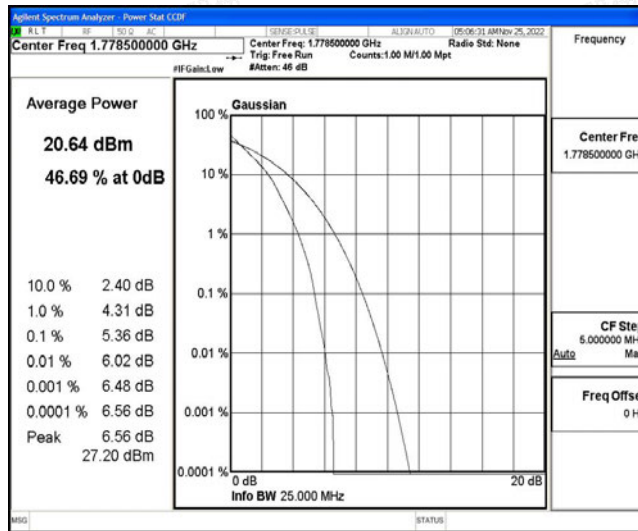 Agilent Spectrum Analyzer - Power Stat CCDF
R L T RF 50 Ω AC SENSE:PULSE ALIGN AUTO 05:06:31 AM Nov 25, 2022
Center Freq 1.778500000 GHz
Center Freq: 1.778500000 GHz Radio Std: None
Trig: Free Run Counts:1.00 M/1.00 Mpt
#IFGain:Low #Atten: 46 dB
Frequency
Average Power
20.64 dBm
46.69 % at 0dB
10.0 % 2.40 dB
1.0 % 4.31 dB
0.1 % 5.36 dB
0.01 % 6.02 dB
0.001 % 6.48 dB
0.0001 % 6.56 dB
Peak 6.56 dB
27.20 dBm
Gaussian
100 %
10 %
1 %
0.1 %
0.01 %
0.001 %
0.0001 %
0 dB 20 dB
Info BW 25.000 MHz
Center Fre
1.778500000 GH
CF Ste
5.000000 MH
Auto Ma
Freq Offse
0 H
MSG STATUS